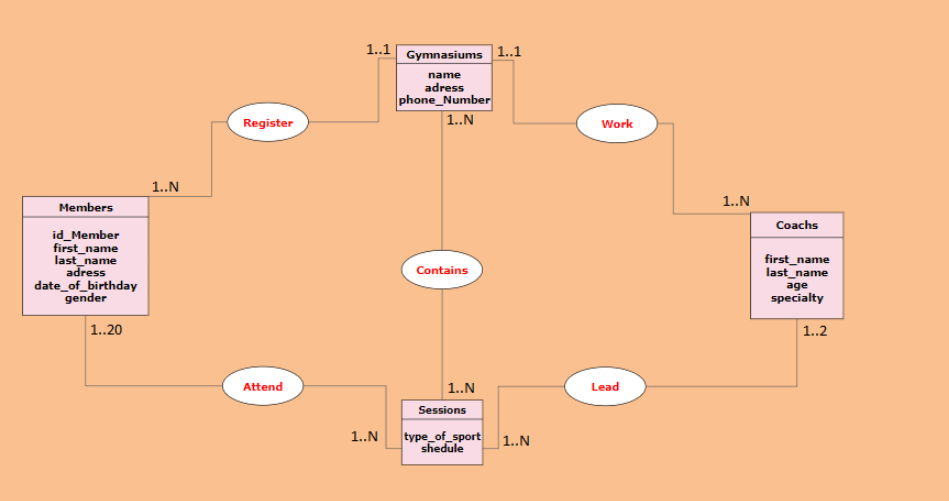 1..1
Gymnasiums
1..1
name
adress
phone_Number
1..N
Register
Work
1..N
1..N
Members
id_Member
first_name
last_name
adress
date_of_birthday
gender
Coachs
first_name
last_name
age
specialty
Contains
1..20
1..2
Attend
Lead
1..N
Sessions
type_of_sport
shedule
1..N
1..N